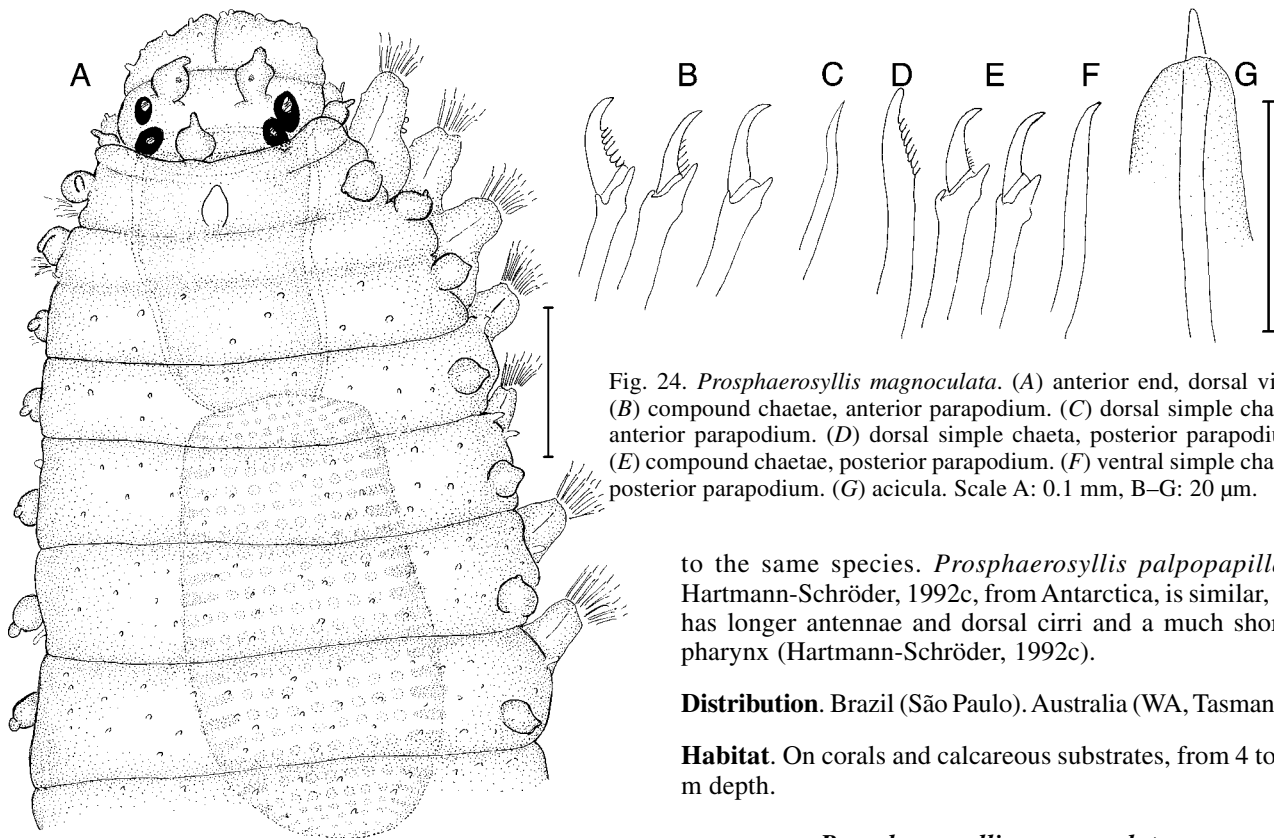 A
B
C
D
E
F
G
Fig. 24. Prosphaerosyllis magnoculata. (A) anterior end, dorsal vi
(B) compound chaetae, anterior parapodium. (C) dorsal simple cha
anterior parapodium. (D) dorsal simple chaeta, posterior parapodiu
(E) compound chaetae, posterior parapodium. (F) ventral simple cha
posterior parapodium. (G) acicula. Scale A: 0.1 mm, B–G: 20 µm.
to the same species. Prosphaerosyllis palpopapilla
Hartmann-Schröder, 1992c, from Antarctica, is similar,
has longer antennae and dorsal cirri and a much shor
pharynx (Hartmann-Schröder, 1992c).
Distribution. Brazil (São Paulo). Australia (WA, Tasman
Habitat. On corals and calcareous substrates, from 4 to
m depth.